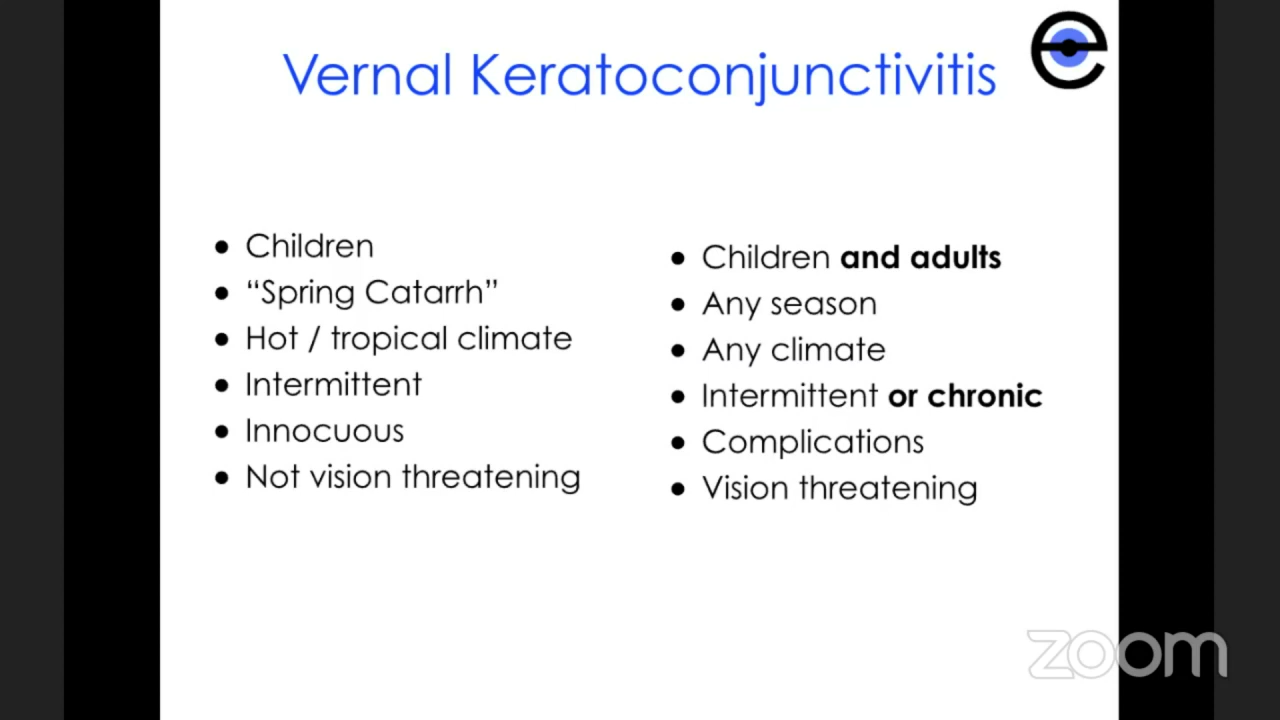 Vernal Keratoconjunctivitis
● Children
● “Spring Catarrh”
● Hot / tropical climate
● Intermittent
● Innocuous
● Not vision threatening
● Children and adults
● Any season
● Any climate
● Intermittent or chronic
● Complications
● Vision threatening
zoom